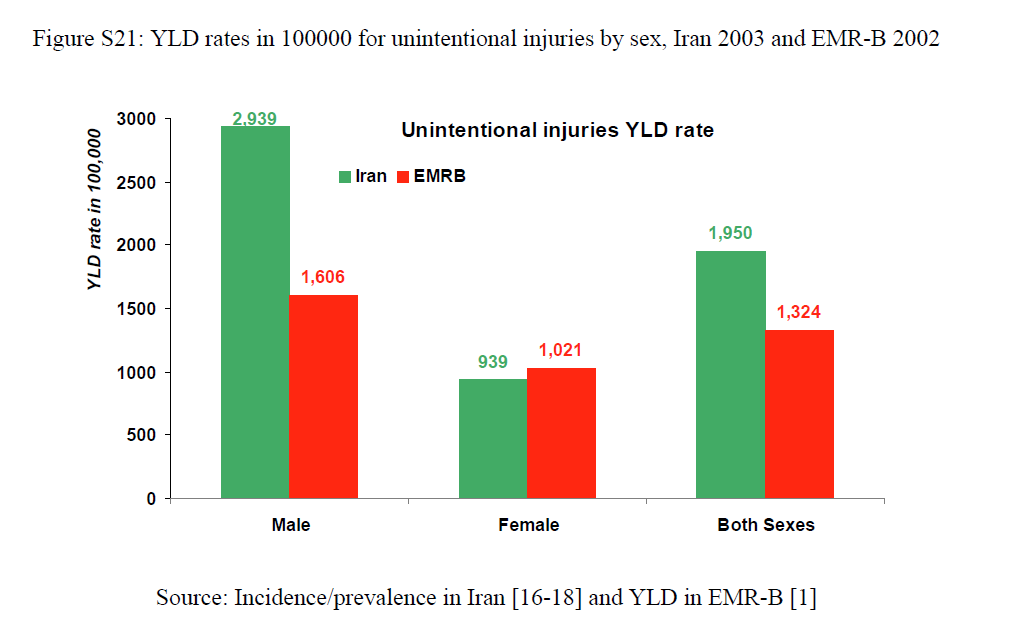 Figure S21: YLD rates in 100000 for unintentional injuries by sex, Iran 2003 and EMR-B 2002
Unintentional injuries YLD rate
Iran EMRB
YLD rate in 100,000
3000
2500
2000
1500
1000
500
0
2,939
1,606
939
1,021
1,950
1,324
Male Female Both Sexes
Source: Incidence/prevalence in Iran [16-18] and YLD in EMR-B [1]